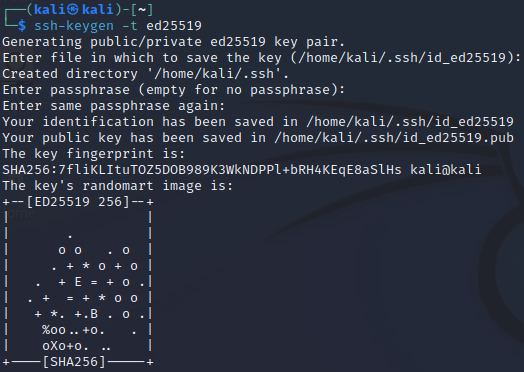 ┌──(kali㉿kali)-[~]
└─$ ssh-keygen -t ed25519
Generating public/private ed25519 key pair.
Enter file in which to save the key (/home/kali/.ssh/id_ed25519):
Created directory '/home/kali/.ssh'.
Enter passphrase (empty for no passphrase):
Enter same passphrase again:
Your identification has been saved in /home/kali/.ssh/id_ed25519
Your public key has been saved in /home/kali/.ssh/id_ed25519.pub
The key fingerprint is:
SHA256:7fliKLItuTOZ5DOB989K3WkNDPPl+bRH4KEqE8aSlHs kali@kali
The key's randomart image is:
+--[ED25519 256]--+
|                 |
|       .         |
|      o o   . o  |
|     . + * o + o |
|   .  + E = + o .|
|  . +  = + * o o |
|   + *. +.B . o .|
|    %oo..+o.   . |
|    oXo+o. ..    |
+----[SHA256]-----+